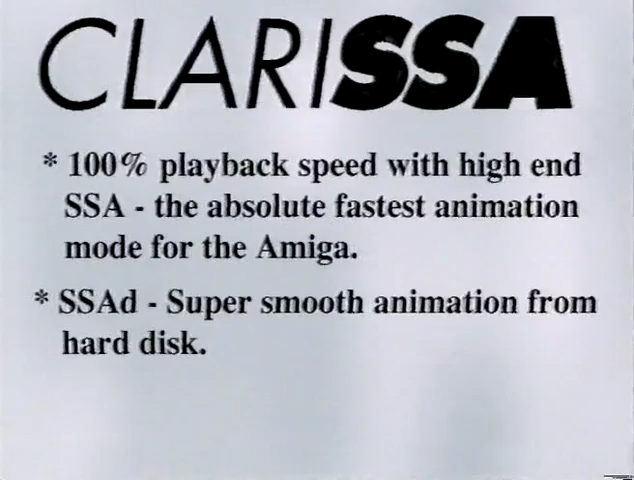 CLARISSA
* 100% playback speed with high end
SSA - the absolute fastest animation
mode for the Amiga.
* SSAd - Super smooth animation from
hard disk.